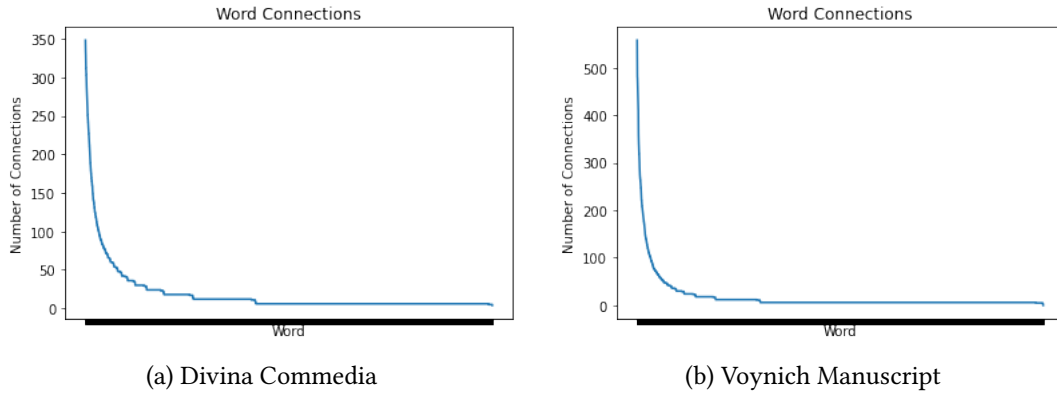 Word Connections
350
300
250
200
150
100
50
0
Number of Connections
Word
(a) Divina Commedia
Word Connections
500
400
300
200
100
0
Number of Connections
Word
(b) Voynich Manuscript